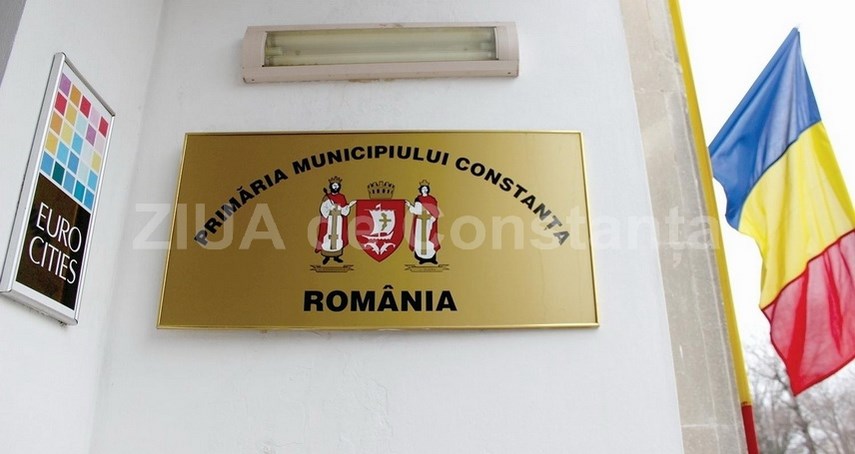 EURO
CITIES
PRIMĂRIA MUNICIPIULUI CONSTANȚA
ROMÂNIA
ZIUA de Constanța